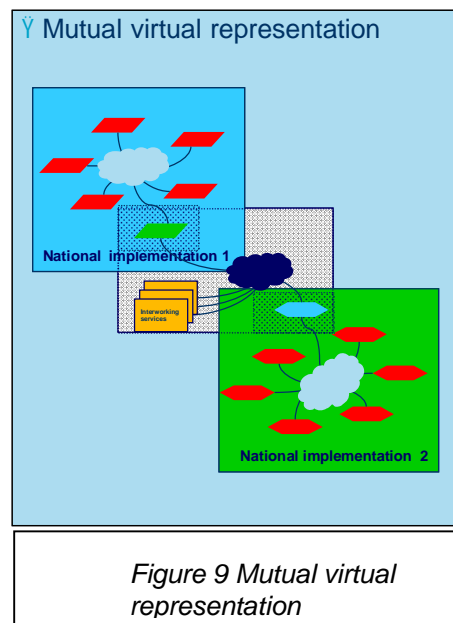 Ÿ Mutual virtual representation
National implementation 1
Interworking
services
National implementation 2
Figure 9 Mutual virtual
representation